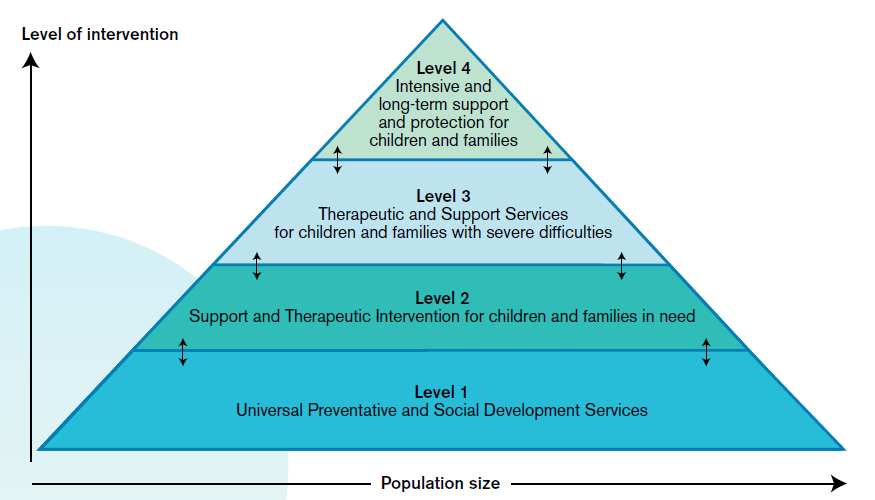 Level of intervention
Level 4
Intensive and
long-term support
and protection for
children and families
Level 3
Therapeutic and Support Services
for children and families with severe difficulties
Level 2
Support and Therapeutic Intervention for children and families in need
Level 1
Universal Preventative and Social Development Services
Population size